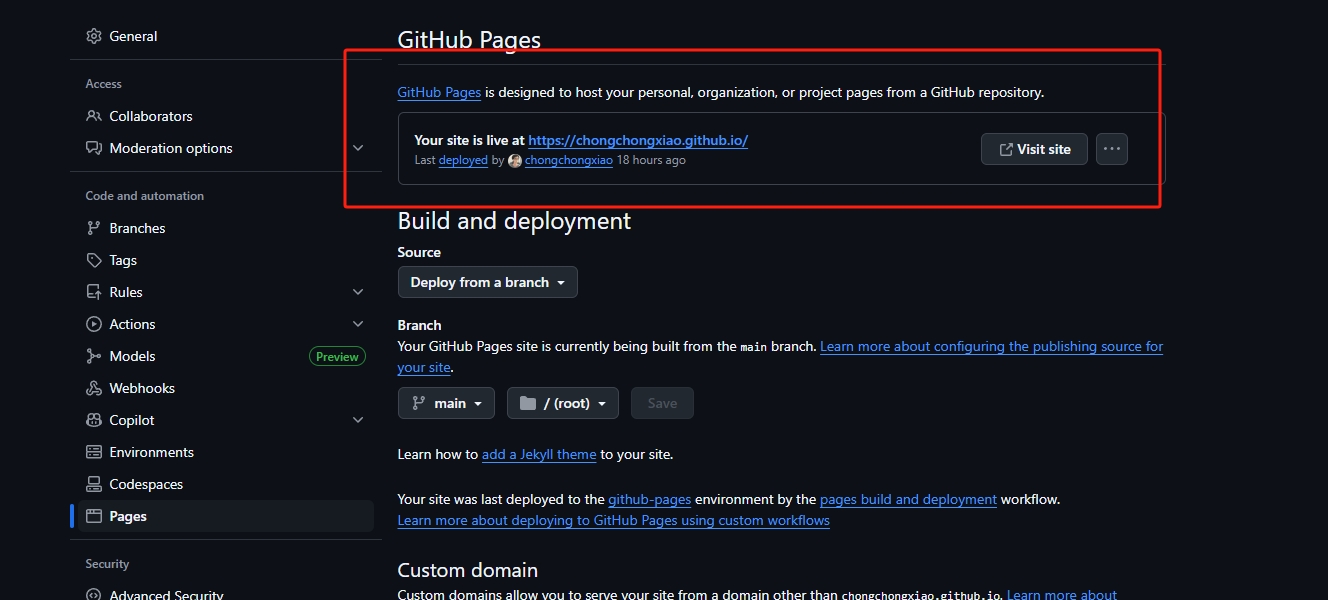 General
Access
Collaborators
Moderation options
Code and automation
Branches
Tags
Rules
Actions
Models
Preview
Webhooks
Copilot
Environments
Codespaces
Pages
Security
Advanced Security
GitHub Pages
GitHub Pages is designed to host your personal, organization, or project pages from a GitHub repository.
Your site is live at https://chongchongxiao.github.io/
Last deployed by chongchongxiao 18 hours ago
Visit site
Build and deployment
Source
Deploy from a branch
Branch
Your GitHub Pages site is currently being built from the main branch. Learn more about configuring the publishing source for
your site.
main
/ (root)
Save
Learn how to add a Jekyll theme to your site.
Your site was last deployed to the github-pages environment by the pages build and deployment workflow.
Learn more about deploying to GitHub Pages using custom workflows
Custom domain
Custom domains allow you to serve your site from a domain other than chongchongxiao.github.io. Learn more about